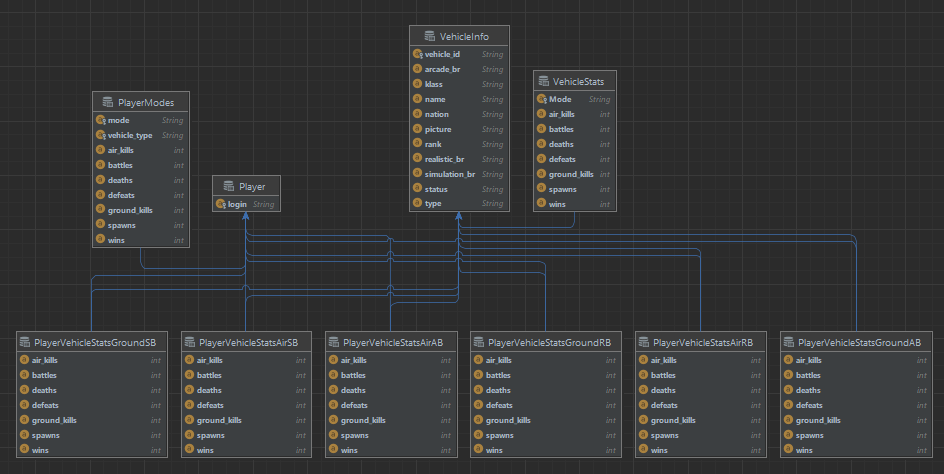 VehicleInfo
vehicle_id String
arcade_br String
klass String
name String
nation String
picture String
rank String
realistic_br String
simulation_br String
status String
type String
VehicleStats
Mode String
air_kills int
battles int
deaths int
defeats int
ground_kills int
spawns int
wins int
PlayerModes
mode String
vehicle_type String
air_kills int
battles int
deaths int
defeats int
ground_kills int
spawns int
wins int
Player
login String
PlayerVehicleStatsGroundSB
air_kills int
battles int
deaths int
defeats int
ground_kills int
spawns int
wins int
PlayerVehicleStatsAirSB
air_kills int
battles int
deaths int
defeats int
ground_kills int
spawns int
wins int
PlayerVehicleStatsAirAB
air_kills int
battles int
deaths int
defeats int
ground_kills int
spawns int
wins int
PlayerVehicleStatsGroundRB
air_kills int
battles int
deaths int
defeats int
ground_kills int
spawns int
wins int
PlayerVehicleStatsAirRB
air_kills int
battles int
deaths int
defeats int
ground_kills int
spawns int
wins int
PlayerVehicleStatsGroundAB
air_kills int
battles int
deaths int
defeats int
ground_kills int
spawns int
wins int